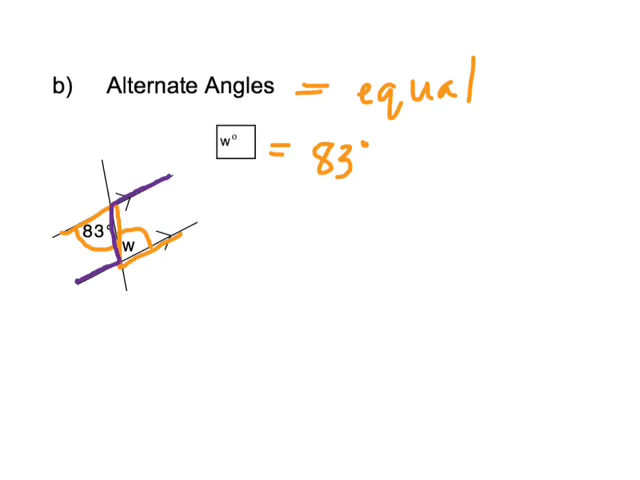 b) Alternate Angles = equal
w° = 83°
83°
w